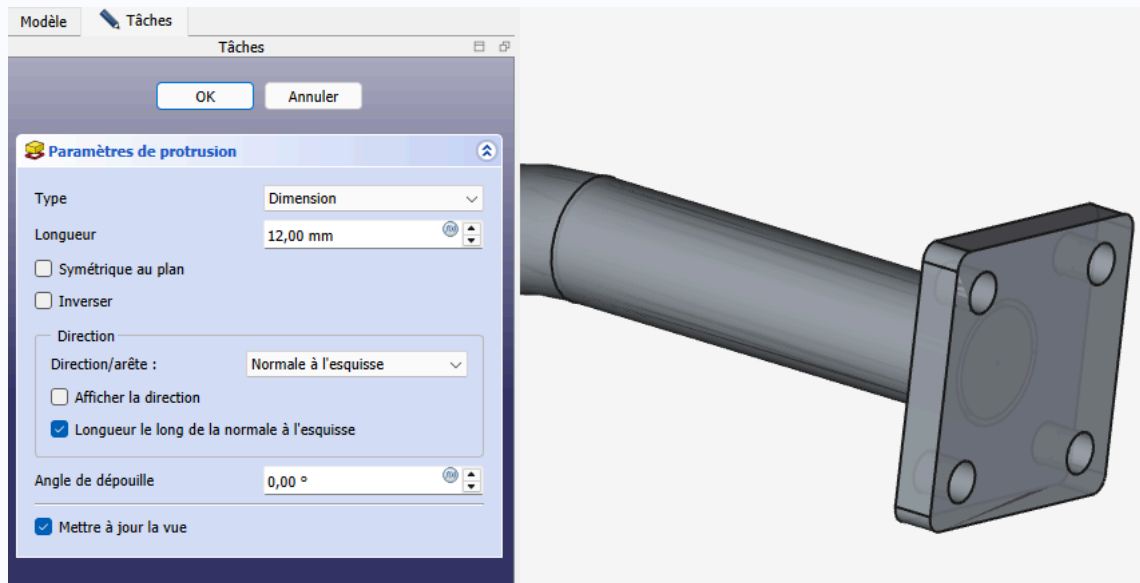 Modèle
Tâches
Tâches
OK
Annuler
Paramètres de protrusion
Type
Dimension
Longueur
12,00 mm
Symétrique au plan
Inverser
Direction
Direction/arête :
Normale à l'esquisse
Afficher la direction
Longueur le long de la normale à l'esquisse
Angle de dépouille
0,00 °
Mettre à jour la vue